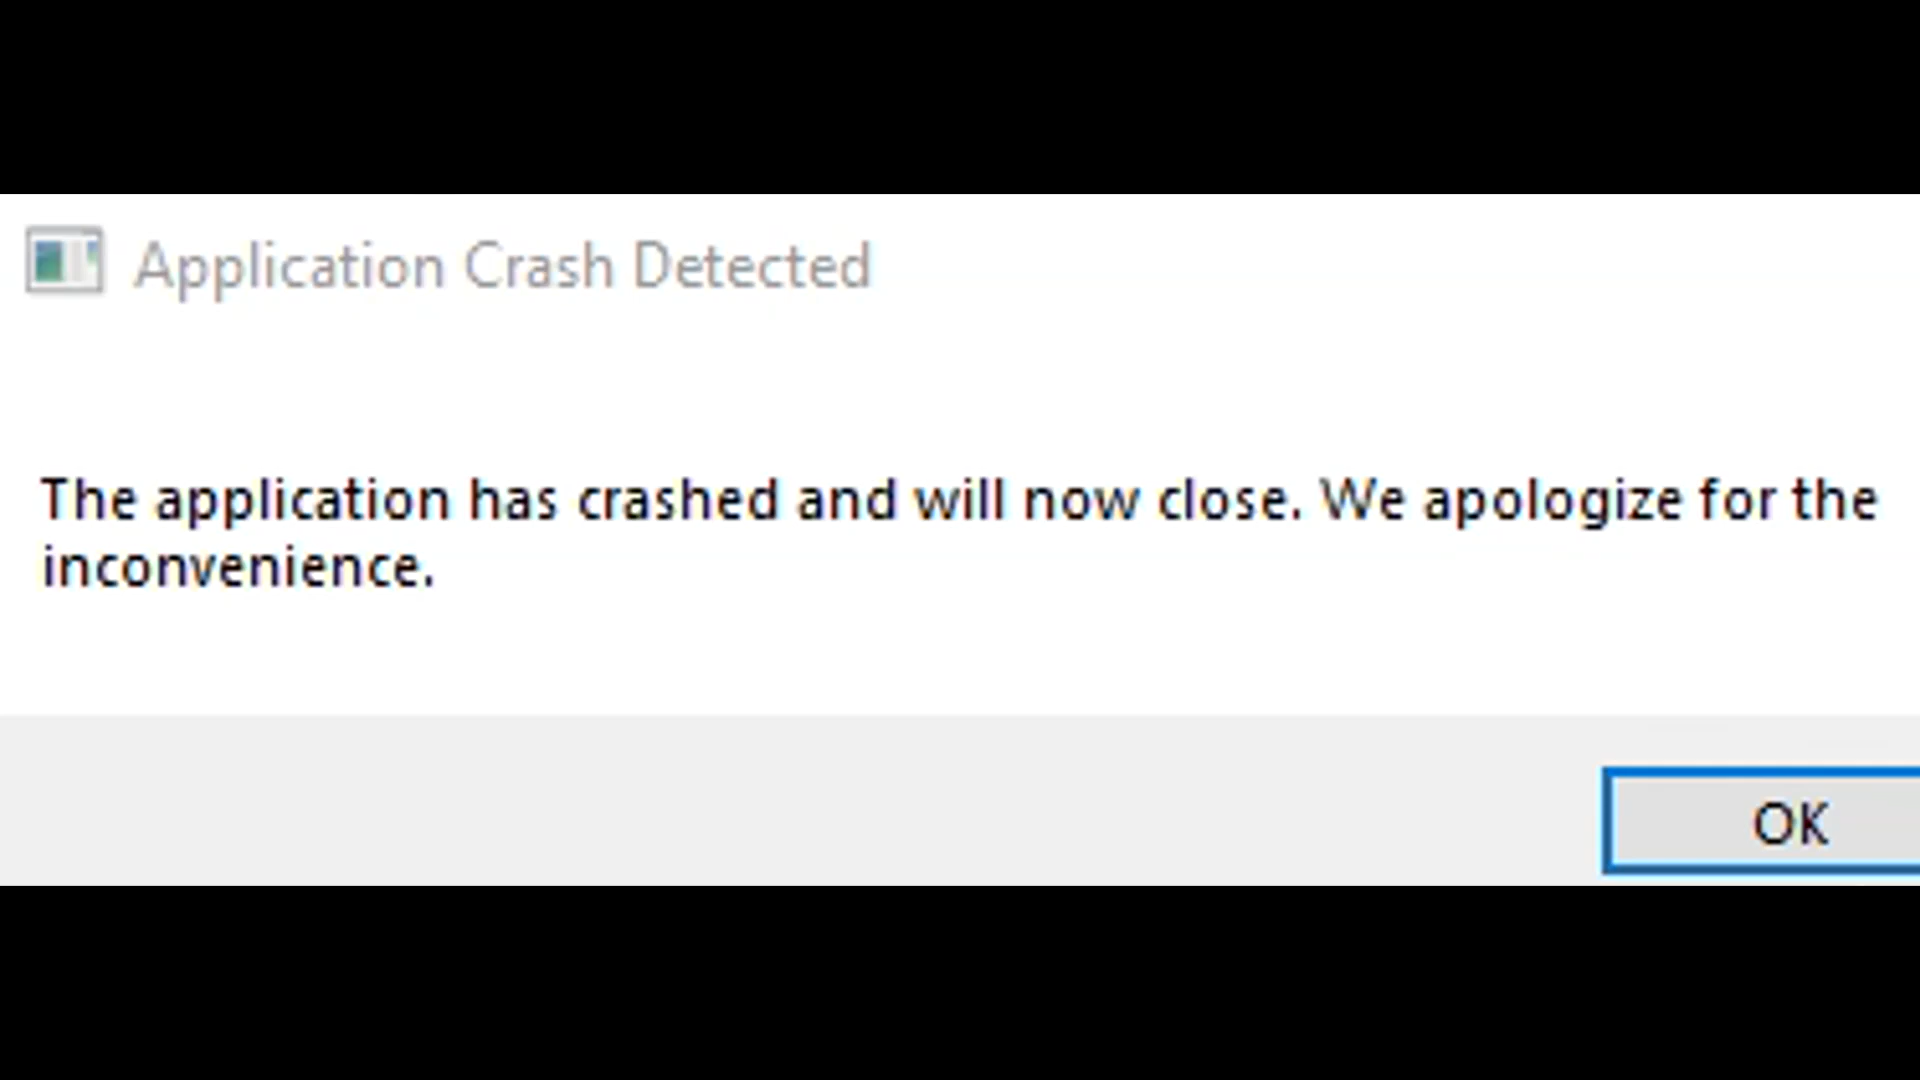 Application Crash Detected
The application has crashed and will now close. We apologize for the
inconvenience.
OK